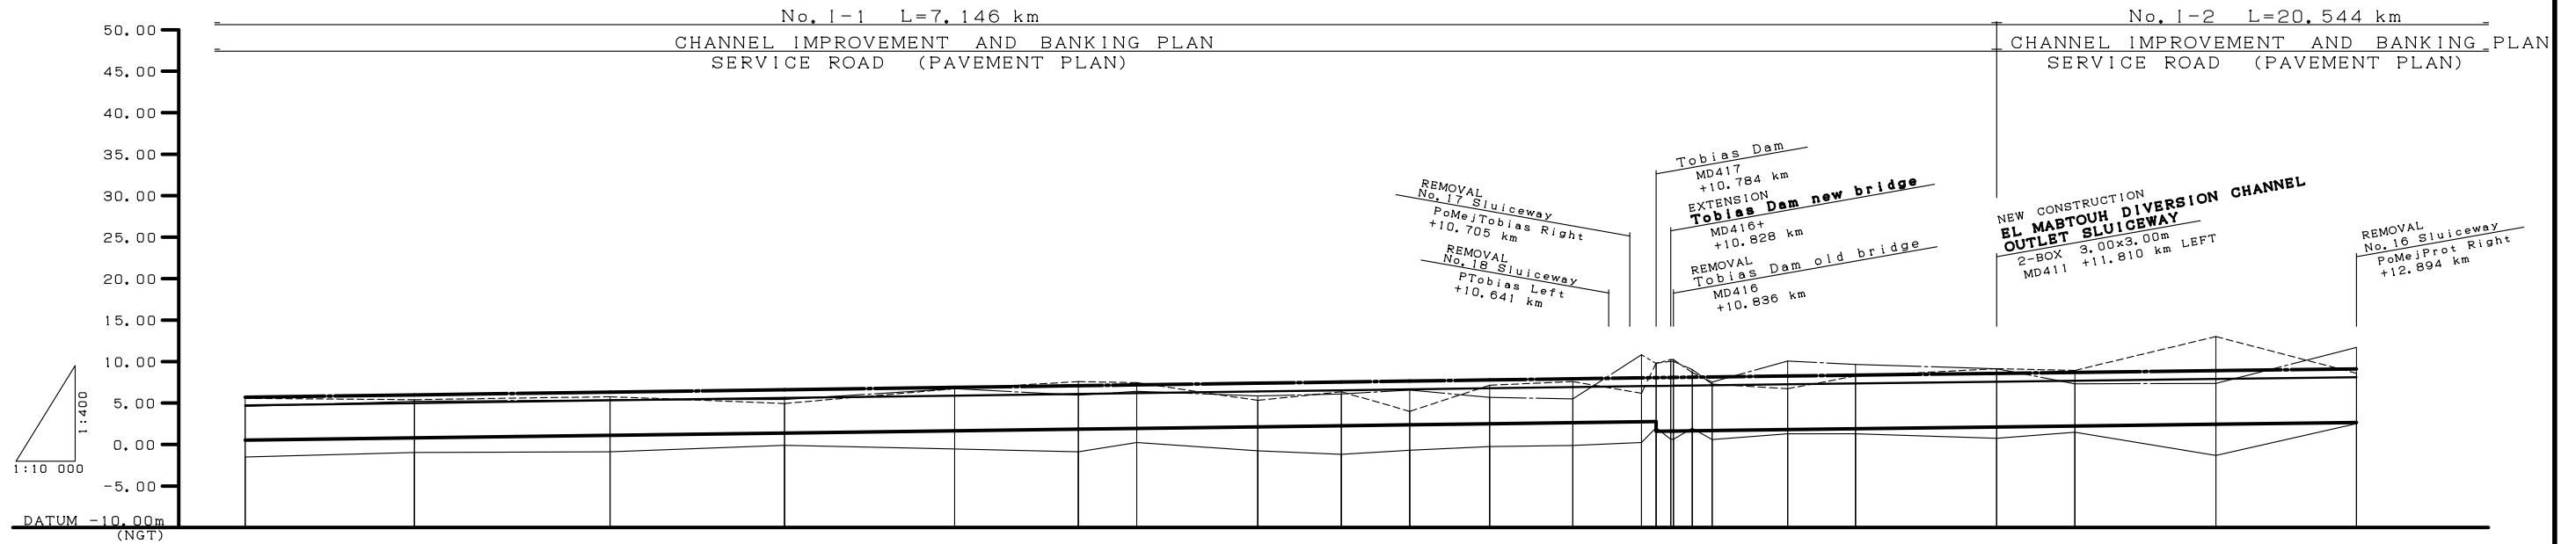 No. I-1 L=7.146 km
CHANNEL IMPROVEMENT AND BANKING PLAN
SERVICE ROAD (PAVEMENT PLAN)
No. I-2 L=20.544 km
CHANNEL IMPROVEMENT AND BANKING PLAN
SERVICE ROAD (PAVEMENT PLAN)
50.00
45.00
40.00
35.00
30.00
25.00
20.00
15.00
10.00
5.00
0.00
-5.00
DATUM -10.00m
(NGT)
1:400
1:10 000
REMOVAL
No.17 Sluiceway
PoMejTobias Right
+10.705 km
REMOVAL
No.18 Sluiceway
PTobias Left
+10.641 km
Tobias Dam
MD417
+10.784 km
EXTENSION
Tobias Dam new bridge
MD416+
+10.828 km
REMOVAL
Tobias Dam old bridge
MD416
+10.836 km
NEW CONSTRUCTION
EL MABTOUH DIVERSION CHANNEL
OUTLET SLUICEWAY
2-BOX 3.00x3.00m
MD411 +11.810 km LEFT
REMOVAL
No.16 Sluiceway
PoMejProt Right
+12.894 km